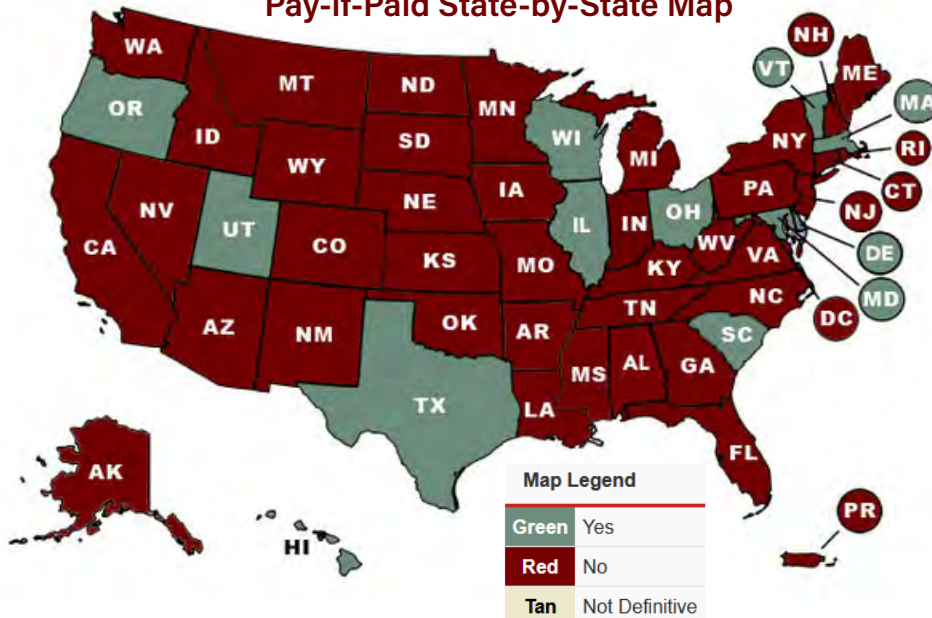 Pay-If-Paid State-by-State Map
WA
MT
ND
MN
NH
VT
ME
MA
OR
ID
SD
WI
MI
NY
RI
WY
IA
PA
CT
NV
NE
NJ
UT
IL
IN
OH
CA
CO
KS
MO
WV
VA
DE
KY
MD
AZ
NM
OK
AR
TN
NC
DC
SC
MS
AL
GA
TX
LA
FL
AK
HI
PR
Map Legend
Green Yes
Red No
Tan Not Definitive